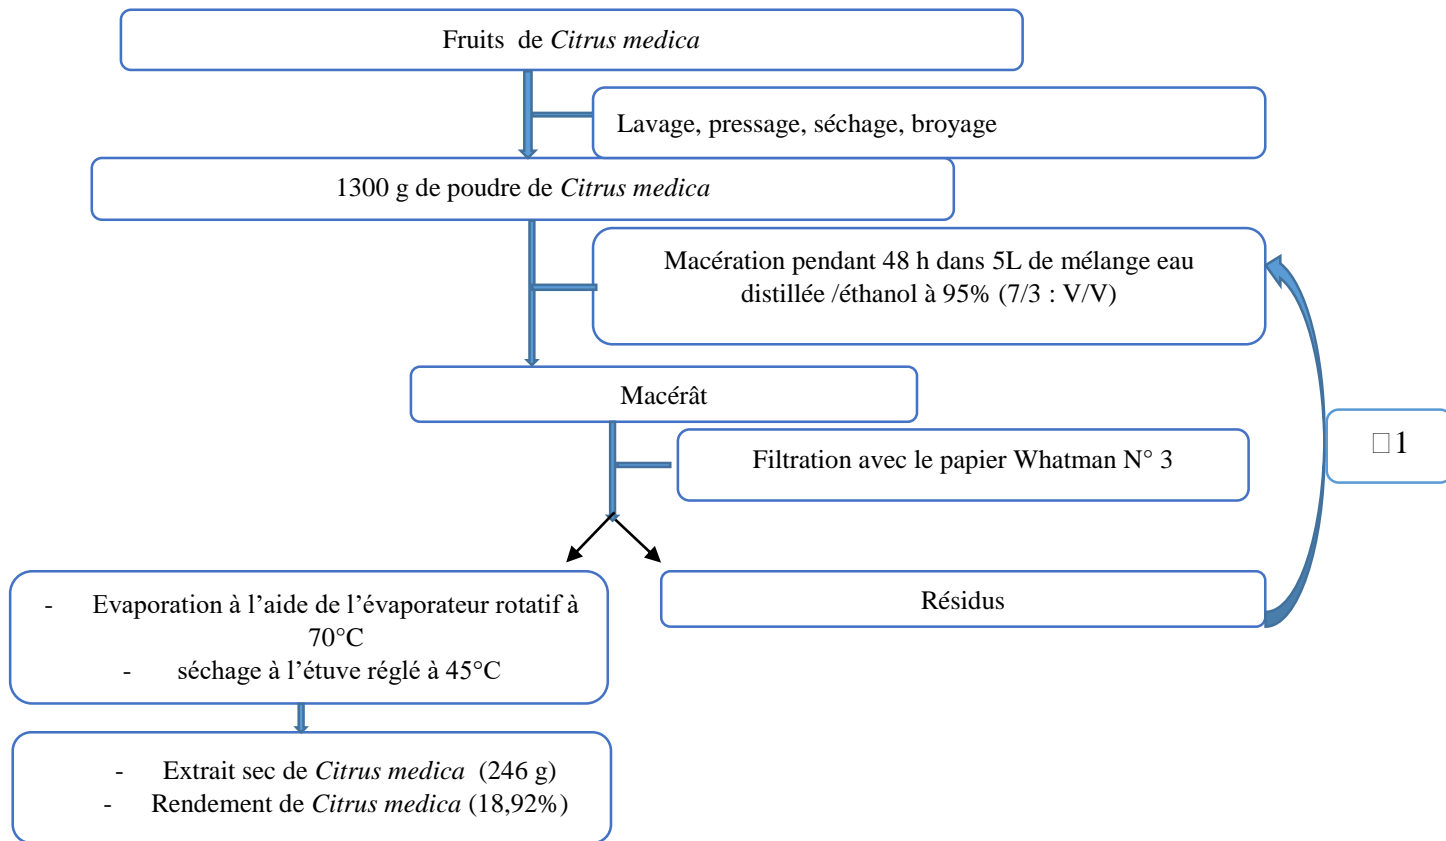 Fruits de Citrus medica
Lavage, pressage, séchage, broyage
1300 g de poudre de Citrus medica
Macération pendant 48 h dans 5L de mélange eau
distillée /éthanol à 95% (7/3 : V/V)
Macérât
□1
Filtration avec le papier Whatman N° 3
- Evaporation à l’aide de l’évaporateur rotatif à
70°C
- séchage à l’étuve réglé à 45°C
Résidus
- Extrait sec de Citrus medica (246 g)
- Rendement de Citrus medica (18,92%)